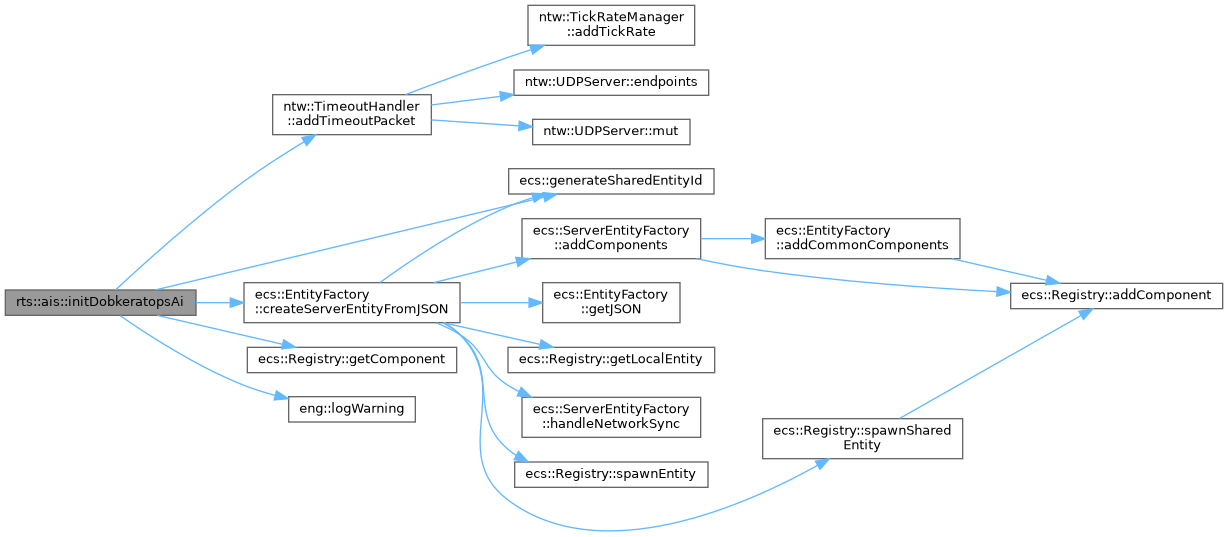 ntw::TickRateManager
::addTickRate
ntw::UDPServer::endpoints
ntw::TimeoutHandler
::addTimeoutPacket
ntw::UDPServer::mut
ecs::generateSharedEntityId
ecs::ServerEntityFactory
::addComponents
ecs::EntityFactory
::addCommonComponents
rts::ais::initDobkeratopsAi
ecs::EntityFactory
::createServerEntityFromJSON
ecs::EntityFactory
::getJSON
ecs::Registry::addComponent
ecs::Registry::getComponent
ecs::Registry::getLocalEntity
eng::logWarning
ecs::ServerEntityFactory
::handleNetworkSync
ecs::Registry::spawnShared
Entity
ecs::Registry::spawnEntity